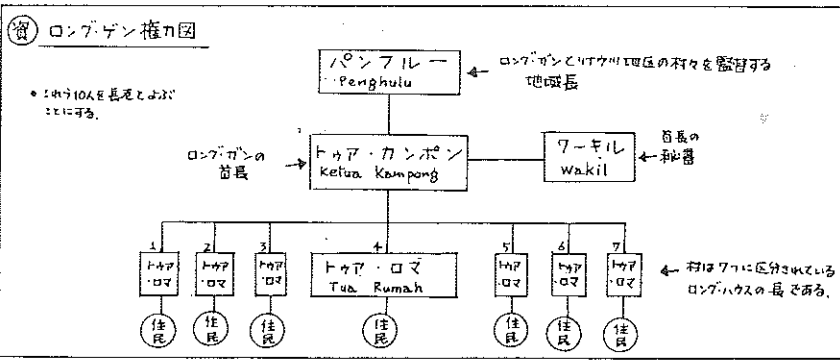 資 ロング・ゲン権力図
パンフルー
Penghulu
← ロング・ガンとリナウ川地区の村々を監督する
地域長
• これら10人を長老とよぶ
ことにする.
ロング・ガンの
首長 →
トゥア・カンポン
Ketua Kampong
ワーキル
Wakil
← 首長の
秘書
1 2 3 4 5 6 7
トゥア
・ロマ
トゥア
・ロマ
トゥア
・ロマ
トゥア・ロマ
Tua Rumah
トゥア
・ロマ
トゥア
・ロマ
トゥア
・ロマ
← 村は7つに区分されている
ロング・ハウスの長である.
住民 住民 住民 住民 住民 住民 住民